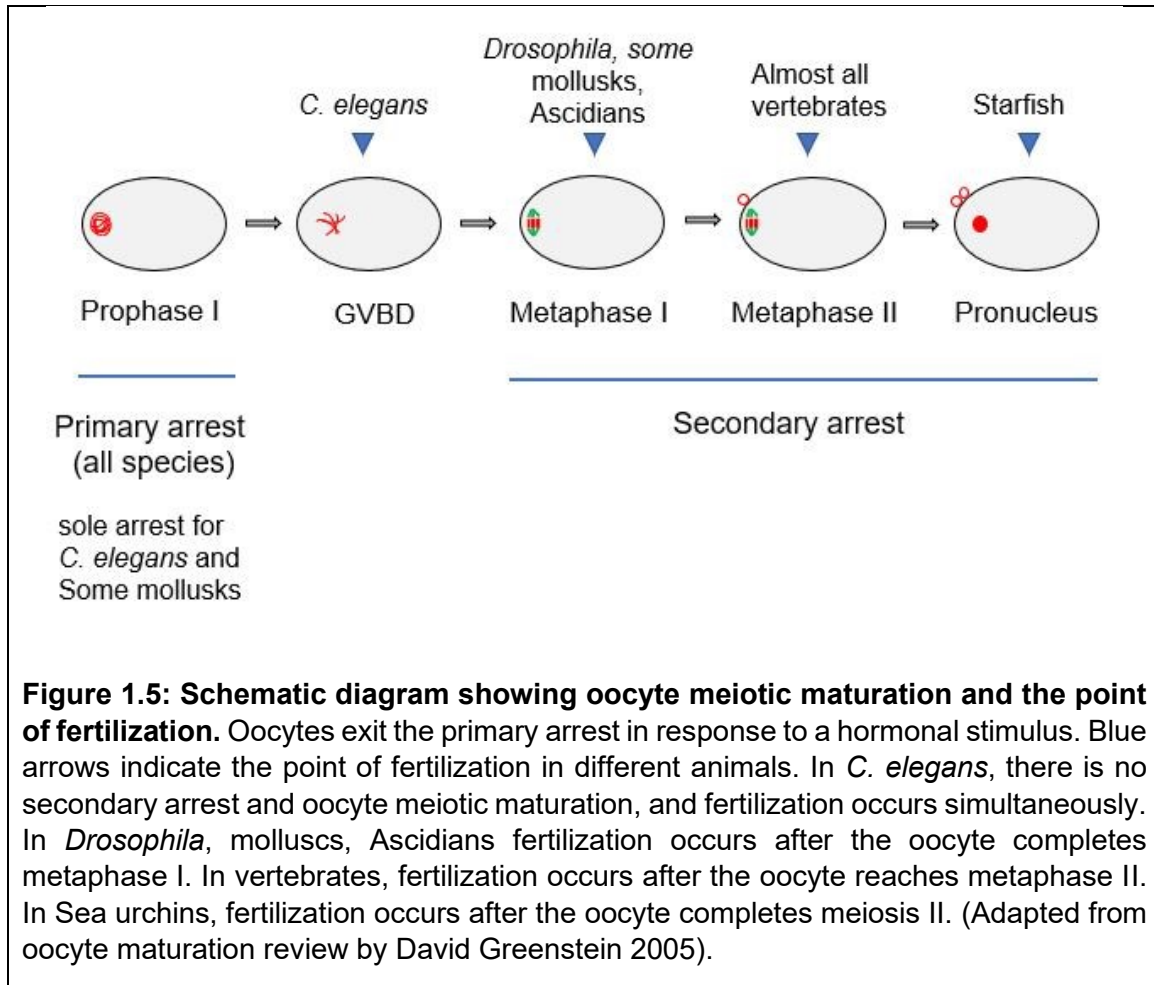 Drosophila, some
mollusks,
Ascidians
Almost all
vertebrates
C. elegans
Starfish
Prophase I
GVBD
Metaphase I
Metaphase II
Pronucleus
Primary arrest
(all species)
Secondary arrest
sole arrest for
C. elegans and
Some mollusks
Figure 1.5: Schematic diagram showing oocyte meiotic maturation and the point
of fertilization. Oocytes exit the primary arrest in response to a hormonal stimulus. Blue
arrows indicate the point of fertilization in different animals. In C. elegans, there is no
secondary arrest and oocyte meiotic maturation, and fertilization occurs simultaneously.
In Drosophila, molluscs, Ascidians fertilization occurs after the oocyte completes
metaphase I. In vertebrates, fertilization occurs after the oocyte reaches metaphase II.
In Sea urchins, fertilization occurs after the oocyte completes meiosis II. (Adapted from
oocyte maturation review by David Greenstein 2005).